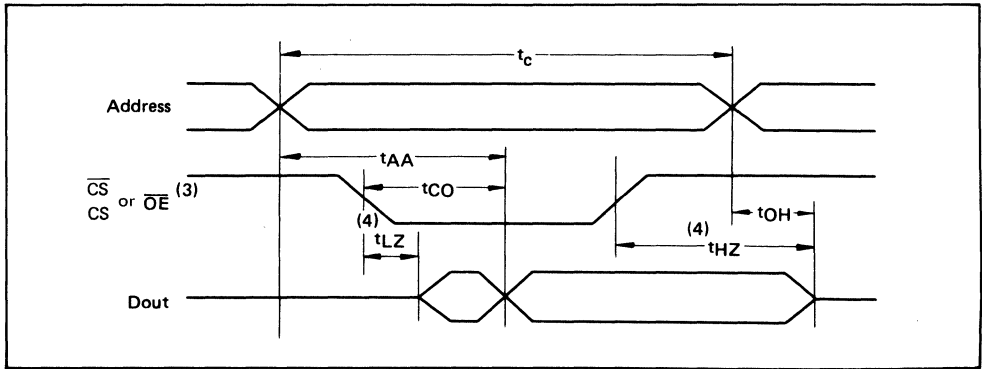 tc
Address
tAA
CS
CS or OE (3)
tCO
tOH
(4)
tLZ
(4)
tHZ
Dout